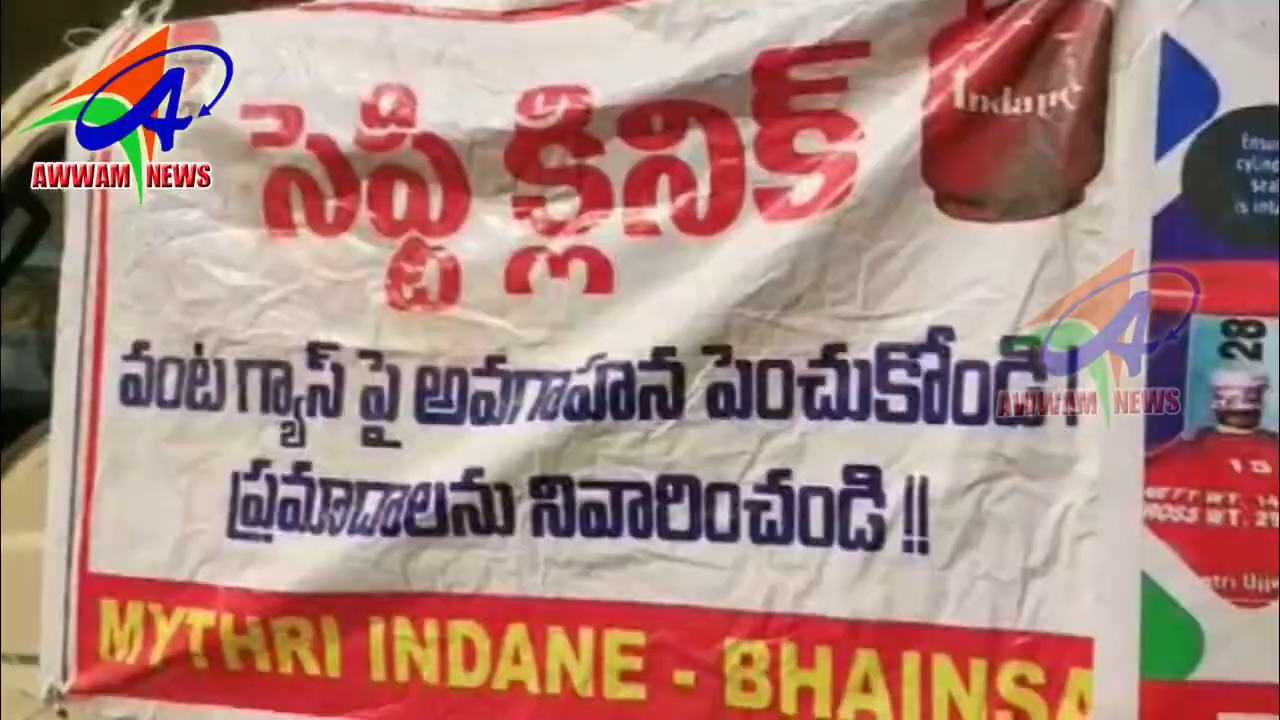 AWWAM NEWS
సేఫ్టి క్లినిక్
Indane
వంట గ్యాస్ పై అవగాహన పెంచుకోండి !
ప్రమాదాలను నివారించండి !!
MYTHRI INDANE - BHAINSA
AWWAM NEWS
28